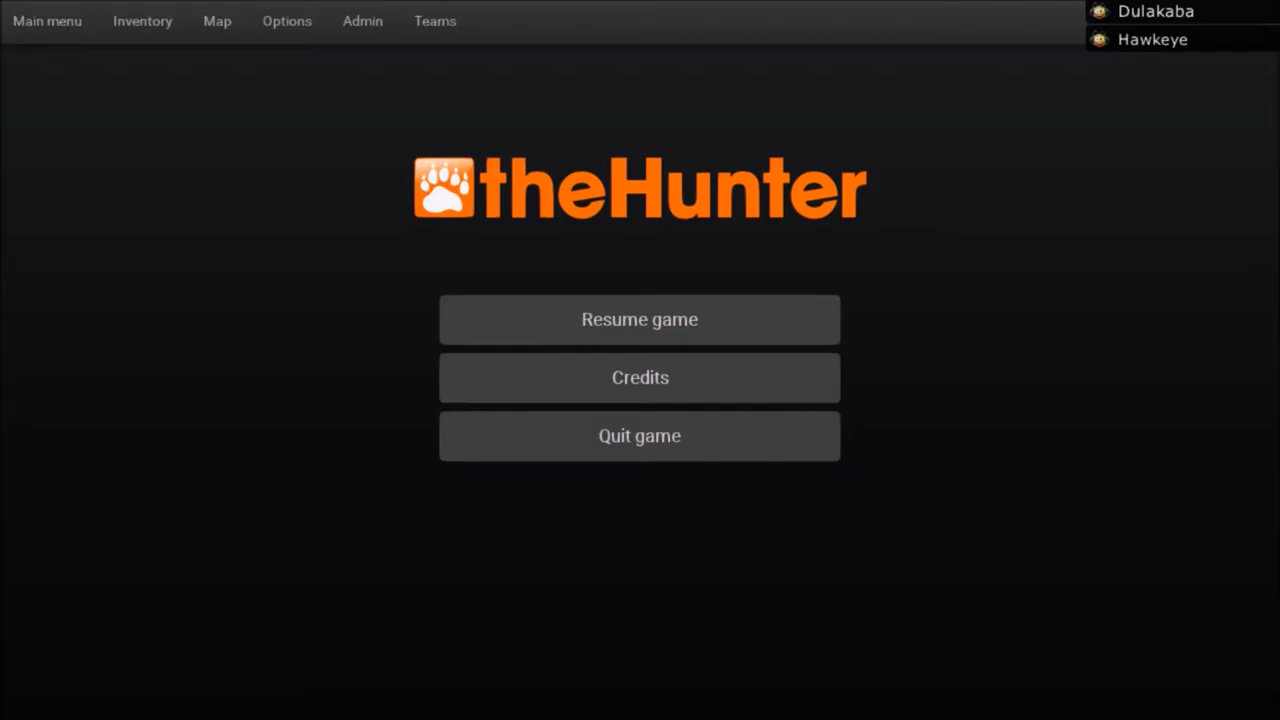 Main menu Inventory Map Options Admin Teams
Dulakaba
Hawkeye
theHunter
Resume game
Credits
Quit game